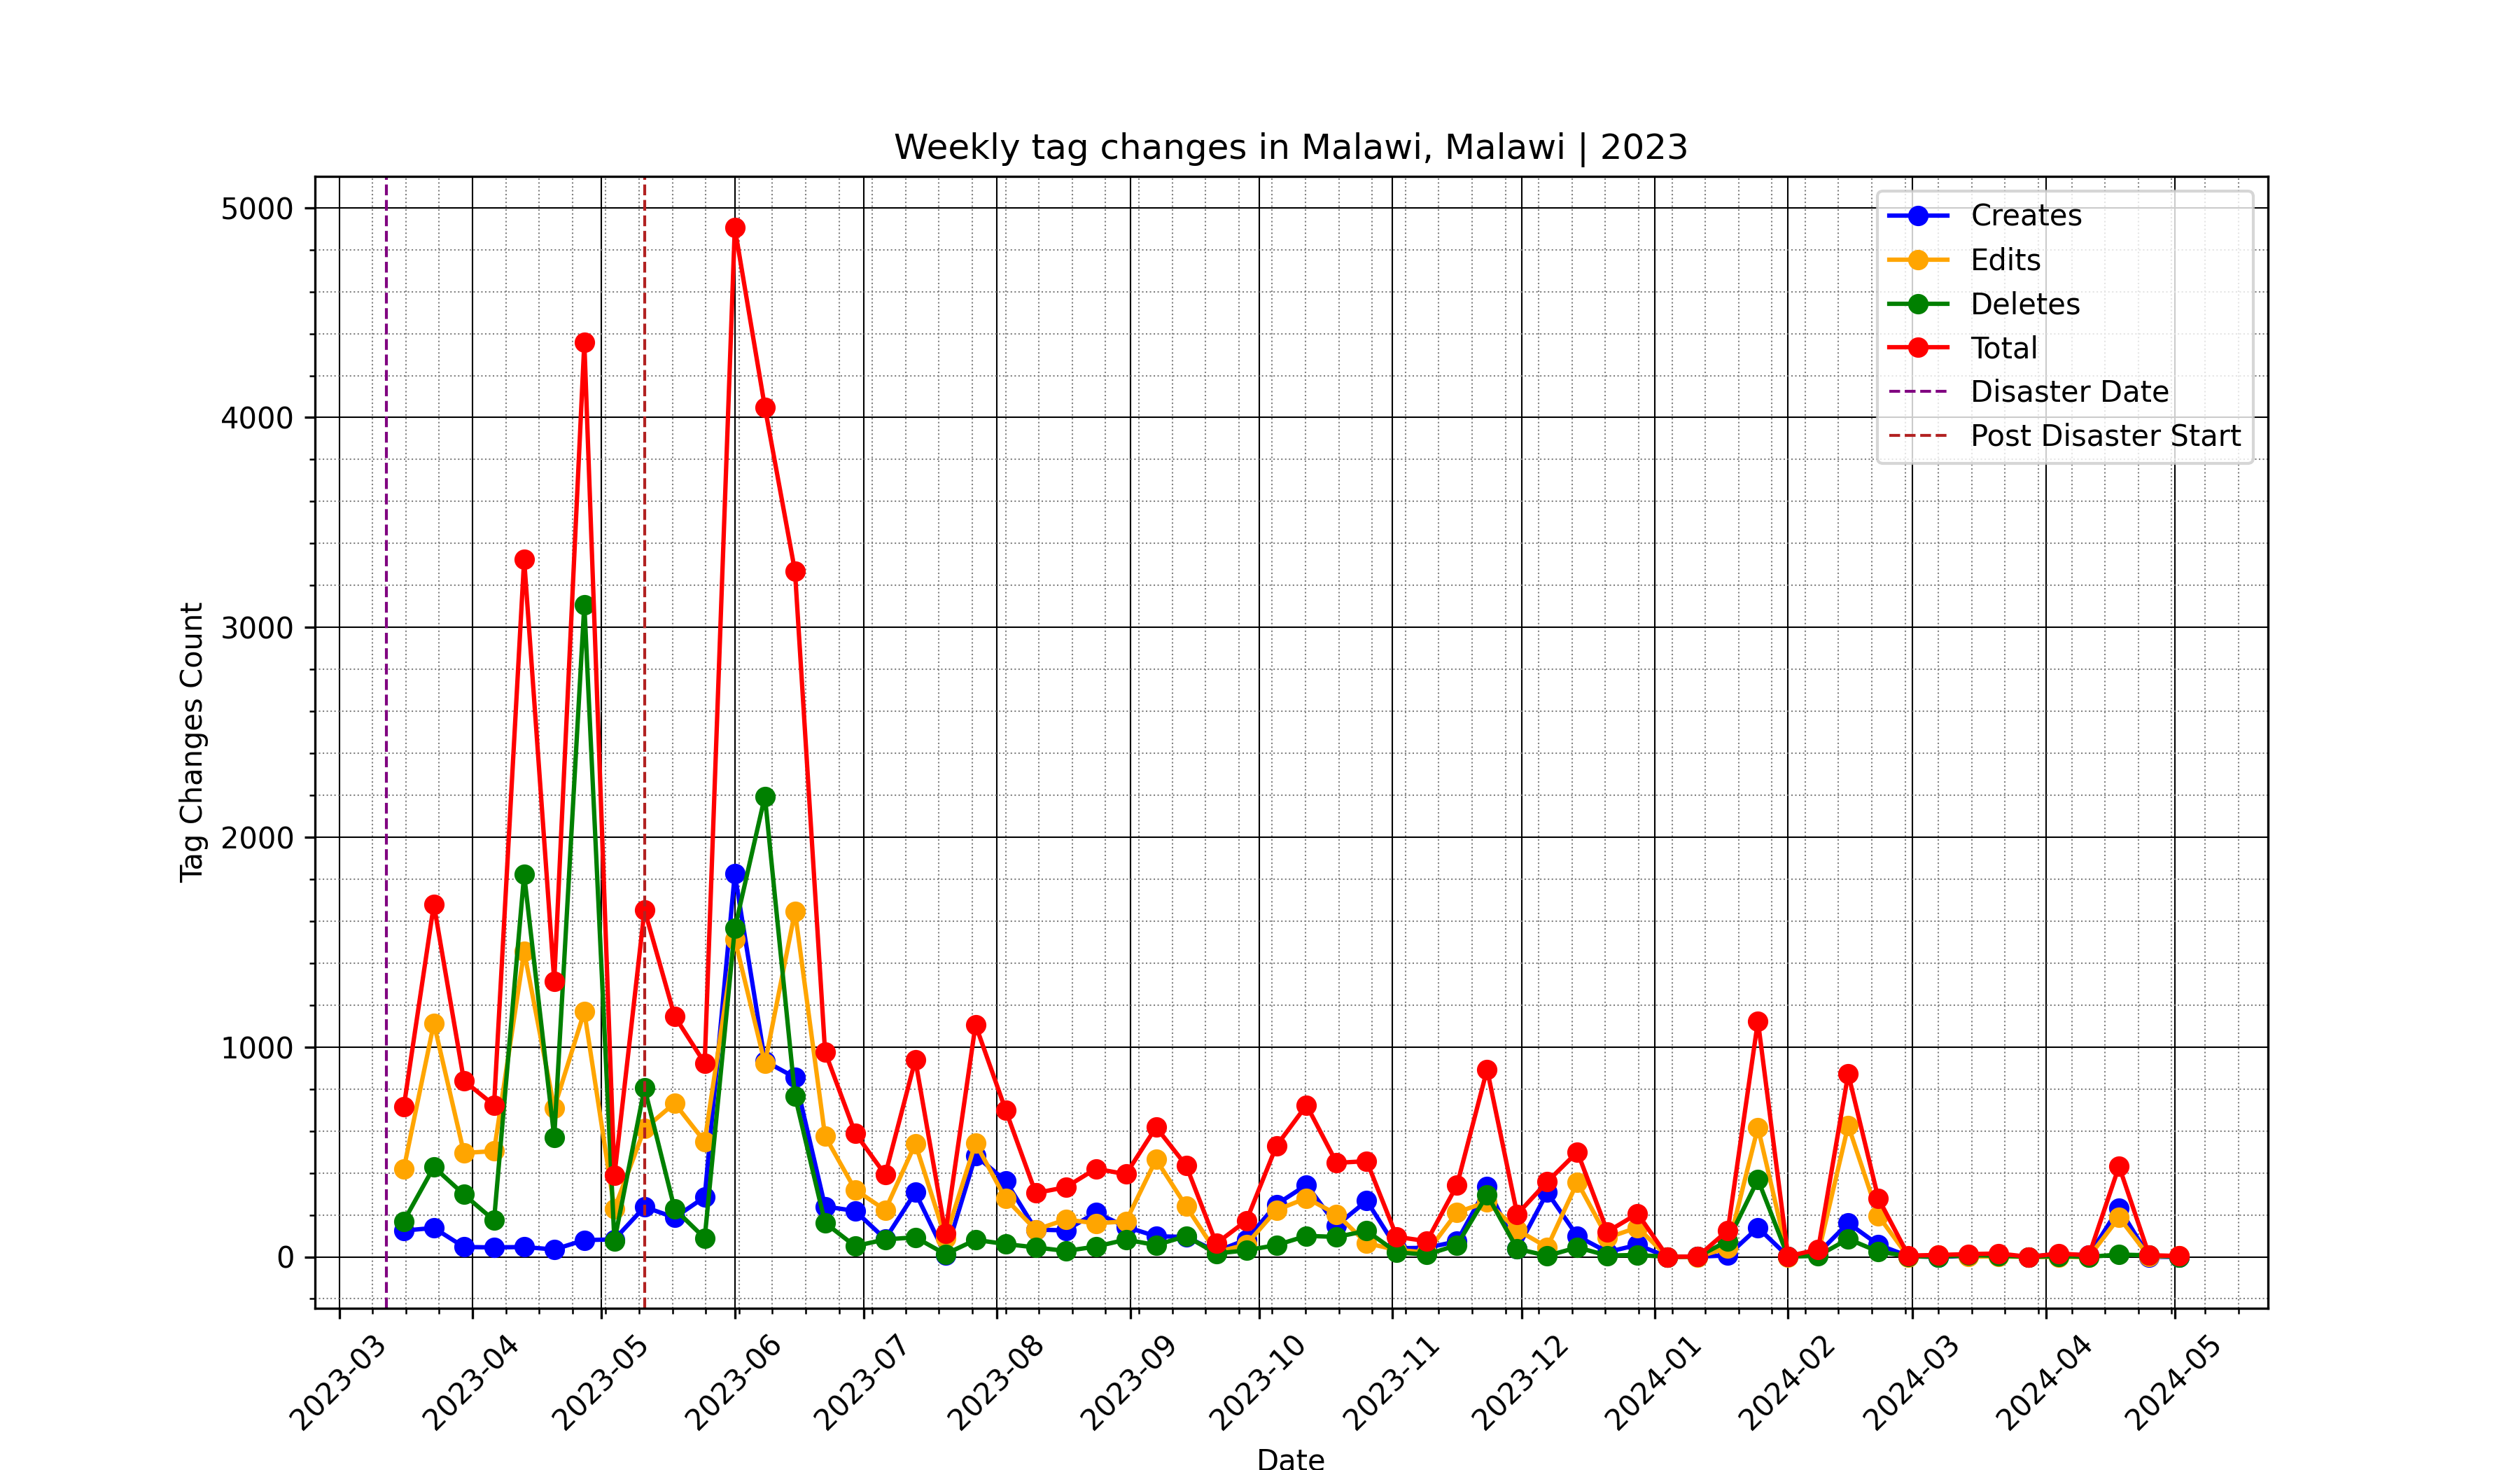 Weekly tag changes in Malawi, Malawi | 2023
Creates
Edits
Deletes
Total
Disaster Date
Post Disaster Start
Tag Changes Count
5000
4000
3000
2000
1000
0
2023-03
2023-04
2023-05
2023-06
2023-07
2023-08
2023-09
2023-10
2023-11
2023-12
2024-01
2024-02
2024-03
2024-04
2024-05
Date